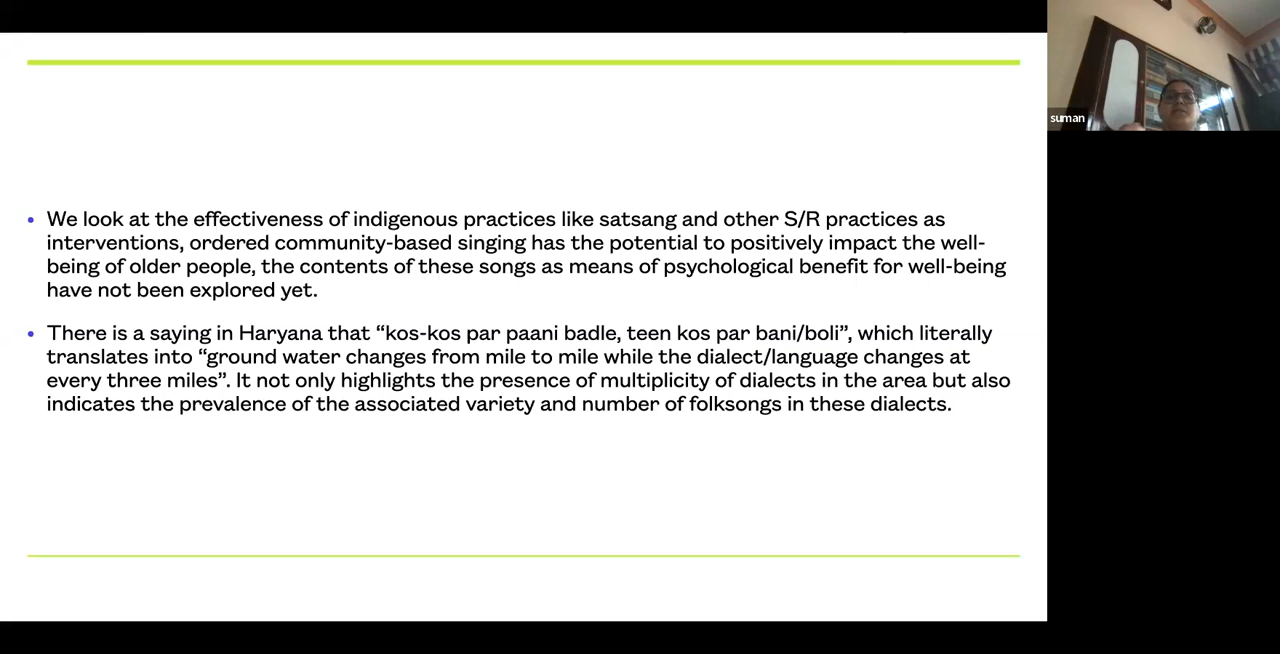 We look at the effectiveness of indigenous practices like satsang and other S/R practices as
interventions, ordered community-based singing has the potential to positively impact the well-
being of older people, the contents of these songs as means of psychological benefit for well-being
have not been explored yet.
There is a saying in Haryana that “kos-kos par paani badle, teen kos par bani/boli”, which literally
translates into “ground water changes from mile to mile while the dialect/language changes at
every three miles”. It not only highlights the presence of multiplicity of dialects in the area but also
indicates the prevalence of the associated variety and number of folksongs in these dialects.
suman